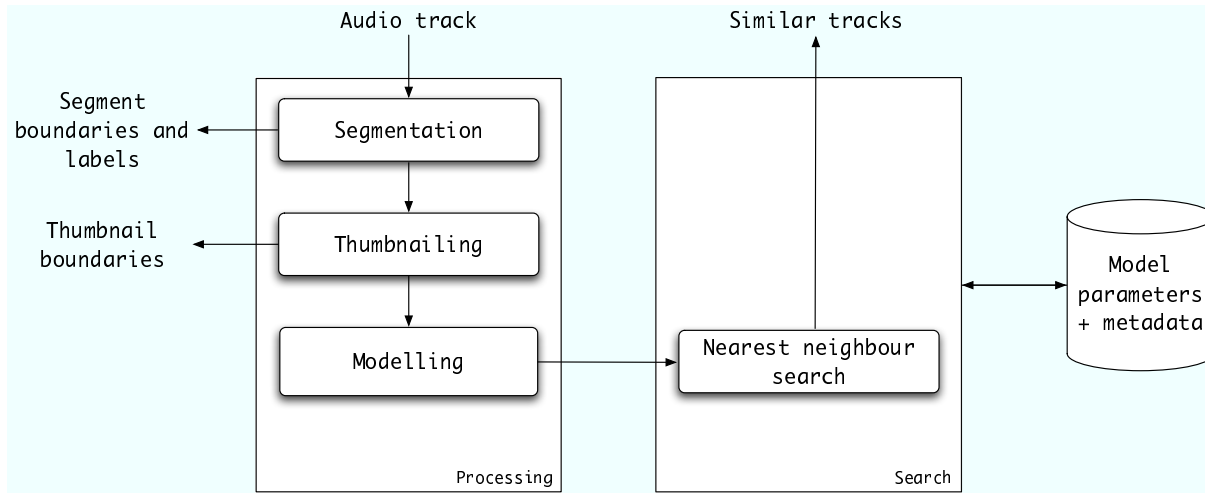 Audio track
Similar tracks
Segment
boundaries and
labels
Segmentation
Thumbnail
boundaries
Thumbnailing
Model
parameters
+ metadata
Modelling
Nearest neighbour
search
Processing
Search